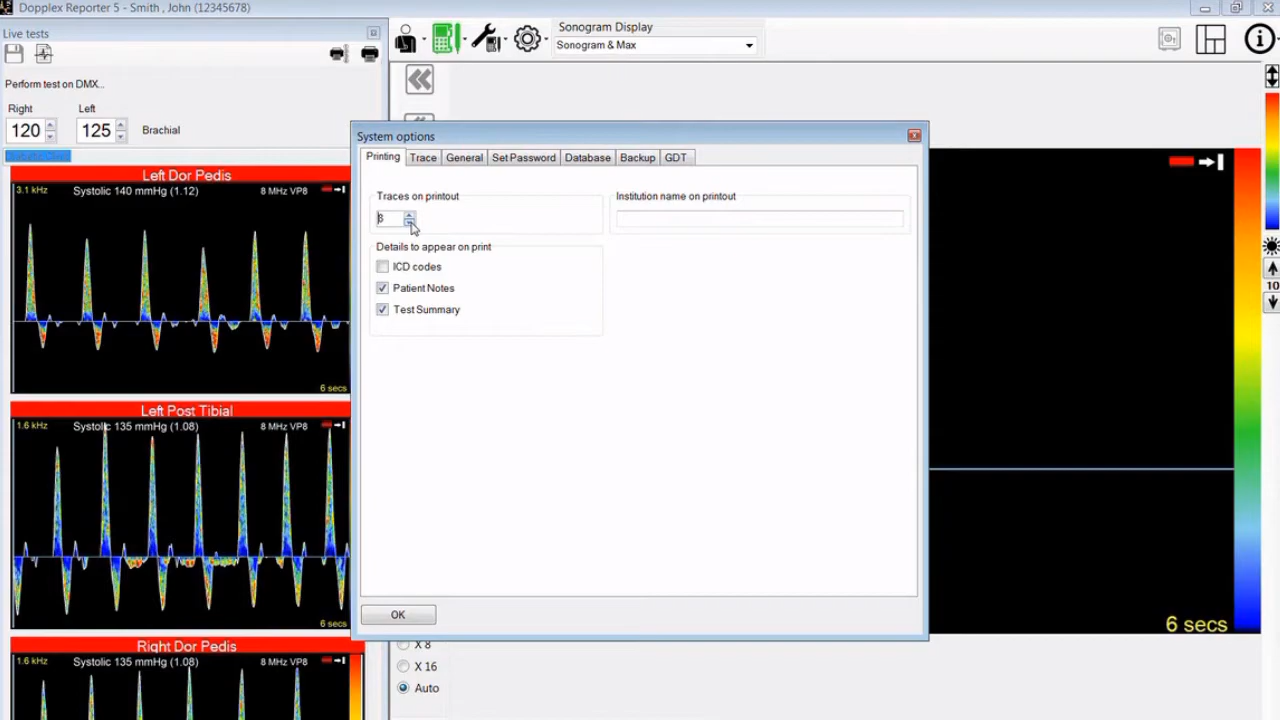 Dopplex Reporter 5 - Smith , John (12345678)
Live tests
Sonogram Display
Sonogram & Max
Perform test on DMX...
Right
Left
120
125
Brachial
Left Dor Pedis
3.1 kHz
Systolic 140 mmHg (1.12)
8 MHz VP8
6 secs
Left Post Tibial
1.6 kHz
Systolic 135 mmHg (1.08)
8 MHz VP8
6 secs
Right Dor Pedis
1.6 kHz
Systolic 135 mmHg (1.08)
8 MHz VP8
System options
Printing
Trace
General
Set Password
Database
Backup
GDT
Traces on printout
8
Institution name on printout
Details to appear on print
ICD codes
Patient Notes
Test Summary
OK
X 8
X 16
Auto
6 secs
10